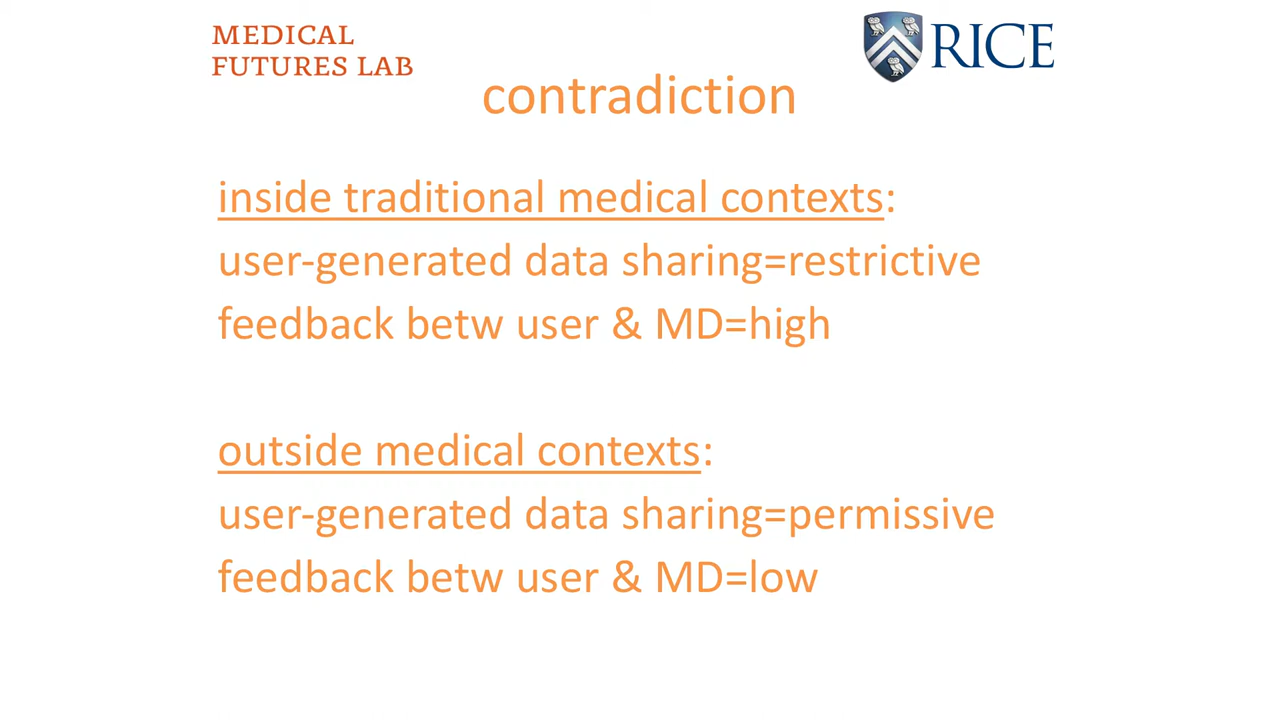 MEDICAL
FUTURES LAB
RICE
contradiction
inside traditional medical contexts:
user-generated data sharing=restrictive
feedback betw user & MD=high
outside medical contexts:
user-generated data sharing=permissive
feedback betw user & MD=low